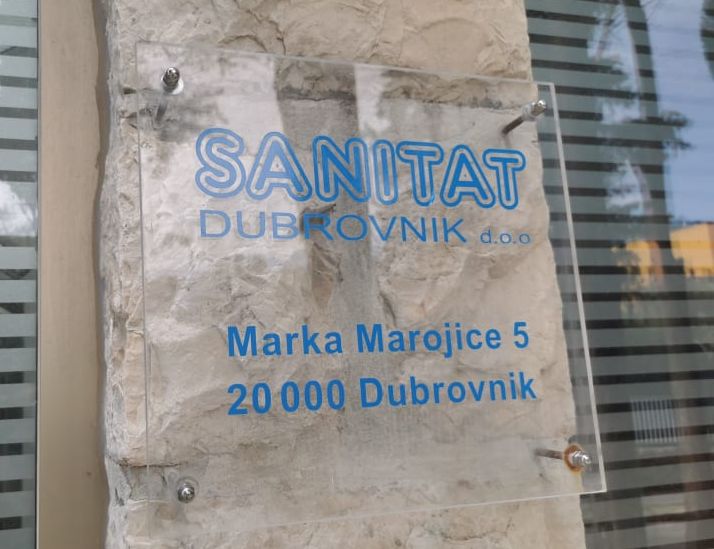 SANITAT
DUBROVNIK d.o.o
Marka Marojice 5
20 000 Dubrovnik